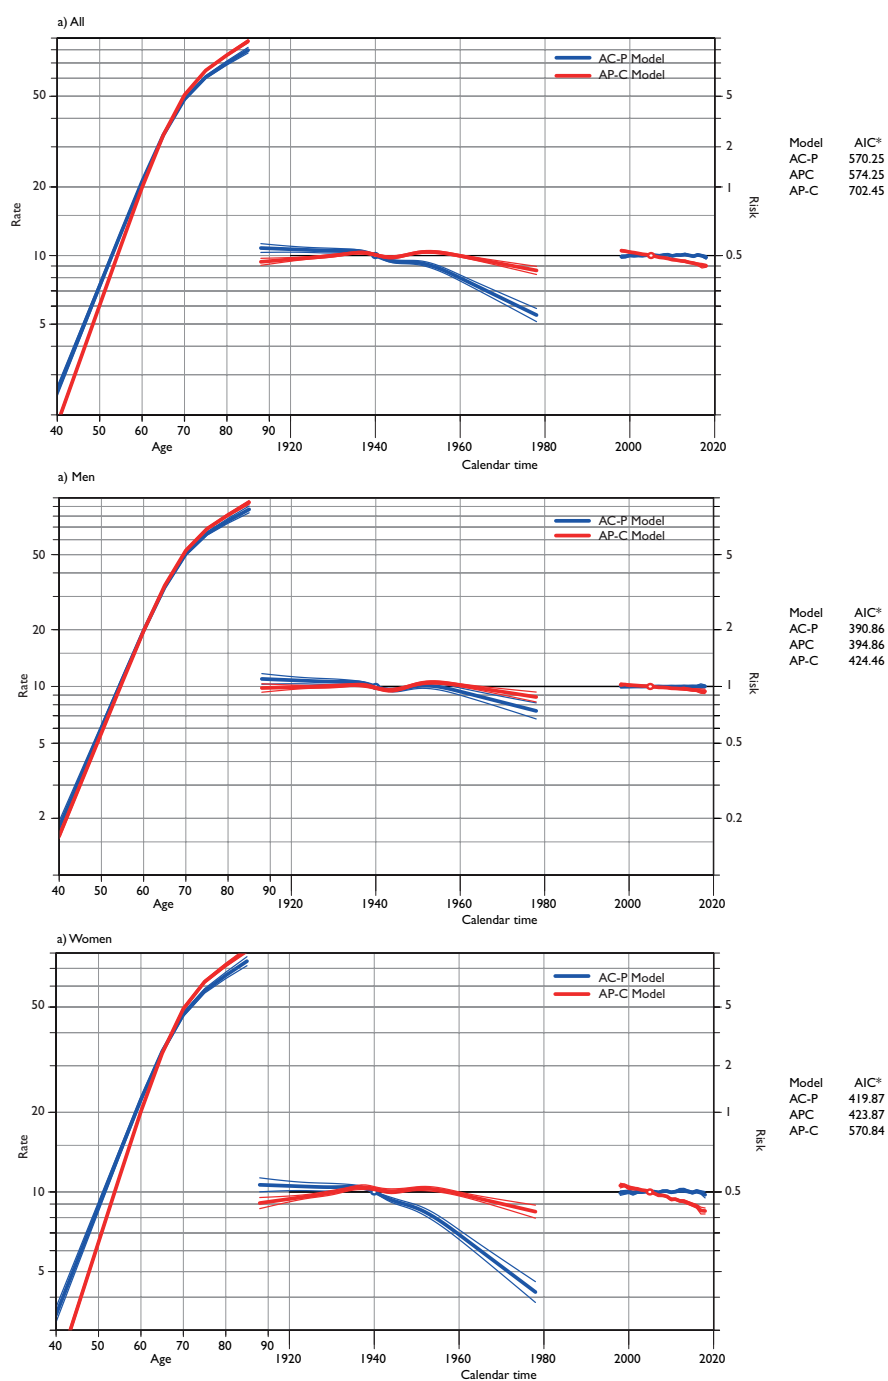 a) All
AC-P Model
AP-C Model
50
20
10
5
Rate
5
2
1
0.5
Risk
40 50 60 70 80 90
1920 1940 1960 1980 2000 2020
Age
Calendar time
Model AIC*
AC-P 570.25
APC 574.25
AP-C 702.45
a) Men
AC-P Model
AP-C Model
50
20
10
5
2
Rate
5
2
1
0.5
0.2
Risk
40 50 60 70 80 90
1920 1940 1960 1980 2000 2020
Age
Calendar time
Model AIC*
AC-P 390.86
APC 394.86
AP-C 424.46
a) Women
AC-P Model
AP-C Model
50
20
10
5
Rate
5
2
1
0.5
Risk
40 50 60 70 80 90
1920 1940 1960 1980 2000 2020
Age
Calendar time
Model AIC*
AC-P 419.87
APC 423.87
AP-C 570.84